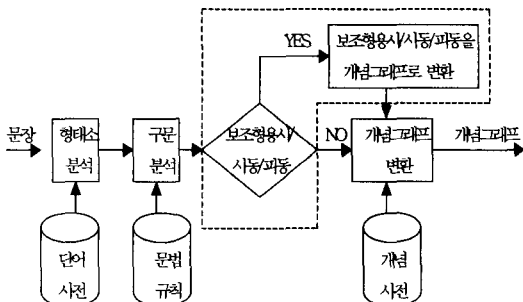 YES
보조형용사/사동/피동을
개념그래프로 변환
문장
형태소
분석
구문
분석
보조형용사/
사동/피동
NO
개념그래프
변환
개념그래프
단어
사전
문법
규칙
개념
사전